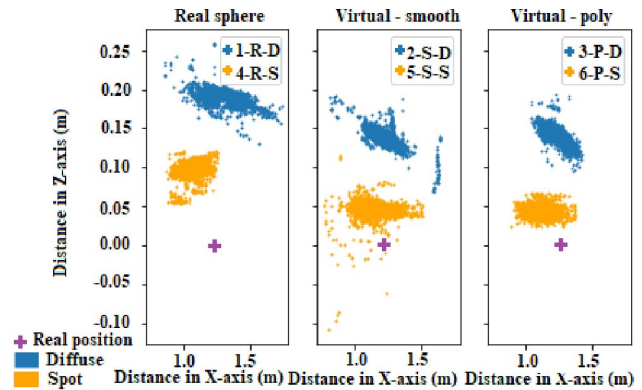 Real sphere
Virtual - smooth
Virtual - poly
1-R-D
4-R-S
2-S-D
5-S-S
3-P-D
6-P-S
Distance in Z-axis (m)
0.25
0.20
0.15
0.10
0.05
0.00
-0.05
-0.10
1.0 1.5
1.0 1.5
1.0 1.5
Distance in X-axis (m)
Distance in X-axis (m)
Distance in X-axis (m)
Real position
Diffuse
Spot